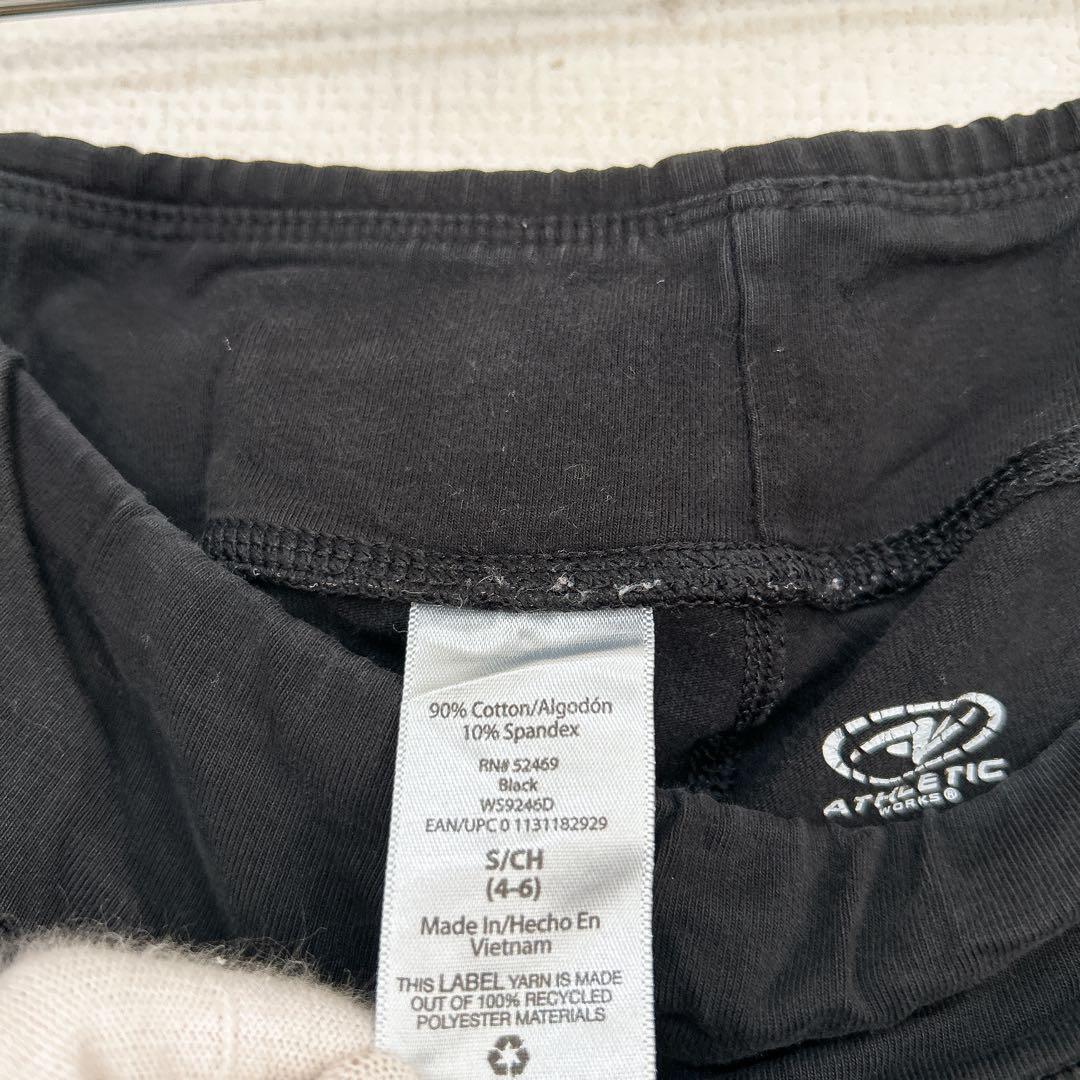 90% Cotton/Algodón
10% Spandex
RN# 52469
Black
WS9246D
EAN/UPC 0 1131182929
S/CH
(4-6)
Made In/Hecho En
Vietnam
THIS LABEL YARN IS MADE
OUT OF 100% RECYCLED
POLYESTER MATERIALS
ATHLETIC
WORKS®